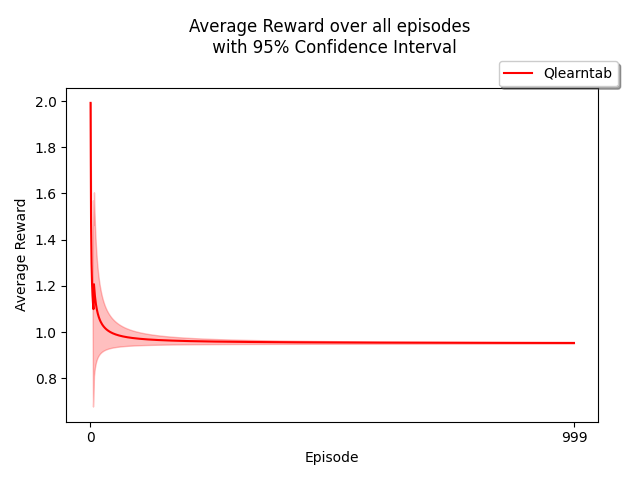 Average Reward over all episodes
with 95% Confidence Interval
Qlearntab
2.0
1.8
1.6
1.4
1.2
1.0
0.8
Average Reward
0
999
Episode